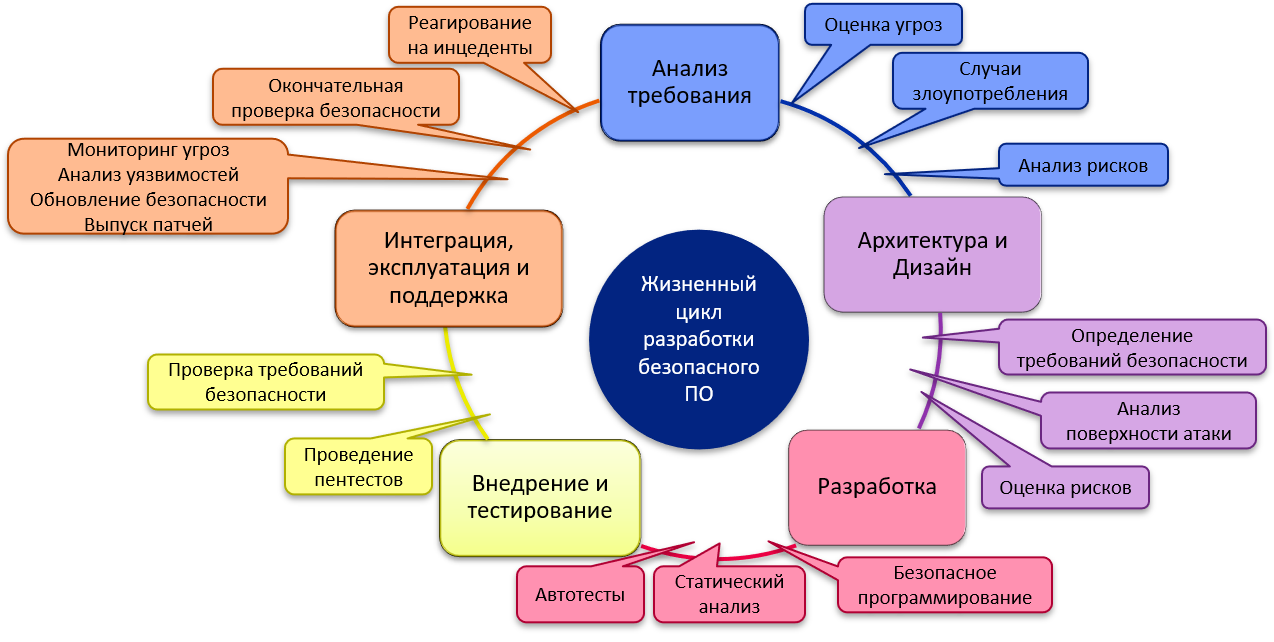 Реагирование
на инцеденты
Анализ
требования
Оценка угроз
Случаи
злоупотребления
Анализ рисков
Окончательная
проверка безопасности
Мониторинг угроз
Анализ уязвимостей
Обновление безопасности
Выпуск патчей
Интеграция,
эксплуатация и
поддержка
Жизненный
цикл
разработки
безопасного
ПО
Архитектура и
Дизайн
Определение
требований безопасности
Анализ
поверхности атаки
Оценка рисков
Проверка требований
безопасности
Проведение
пентестов
Внедрение и
тестирование
Разработка
Автотесты
Статический
анализ
Безопасное
программирование